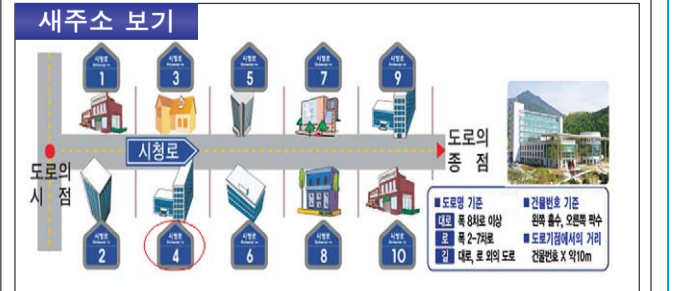 새주소 보기
시청로
1
시청로
3
시청로
5
시청로
7
시청로
9
시청로
도로의
시 점
도로의
종 점
시청로
2
시청로
4
시청로
6
시청로
8
시청로
10
■ 도로명 기준
대로 폭 8차로 이상
로 폭 2~7차로
길 대로, 로 외의 도로
■ 건물번호 기준
왼쪽 홀수, 오른쪽 짝수
■ 도로기점에서의 거리
건물번호 X 약10m